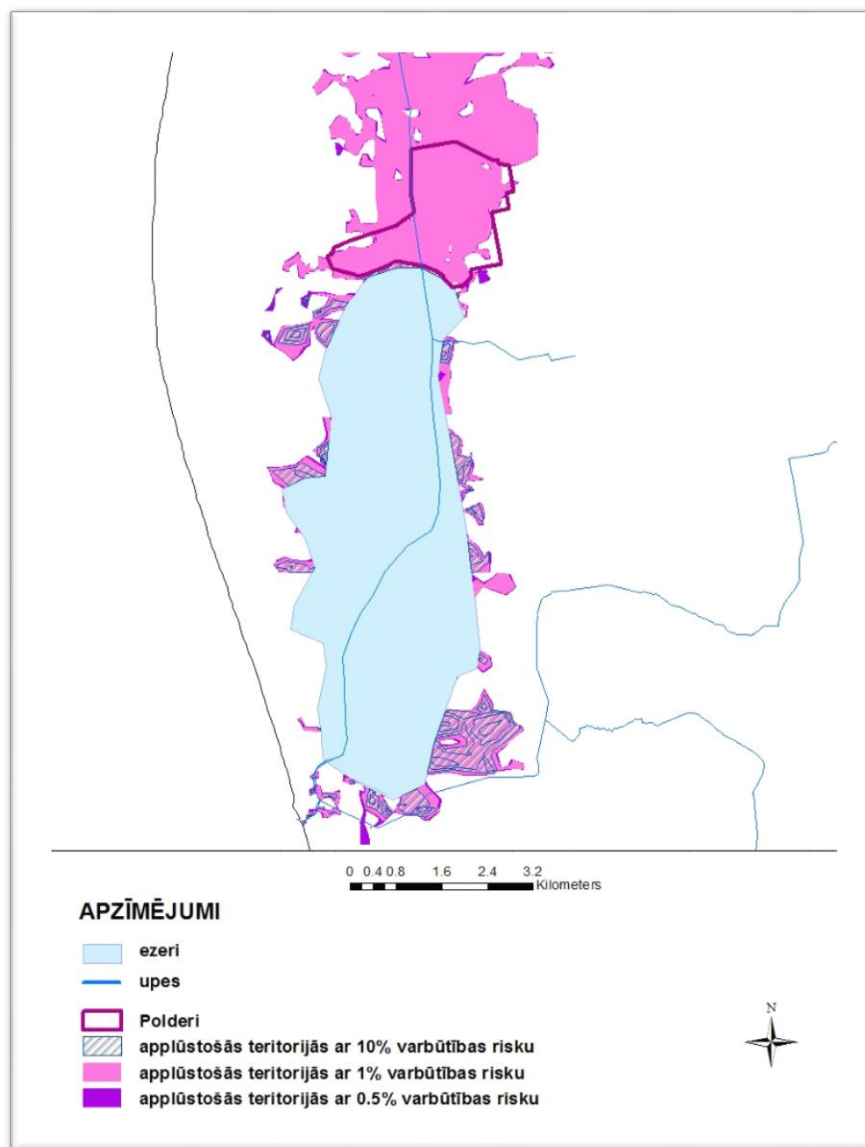 0 0.4 0.8 1.6 2.4 3.2
Kilometers
APZĪMĒJUMI
ezeri
upes
Polderi
applūstošās teritorijās ar 10% varbūtības risku
applūstošās teritorijās ar 1% varbūtības risku
applūstošās teritorijās ar 0.5% varbūtības risku
N